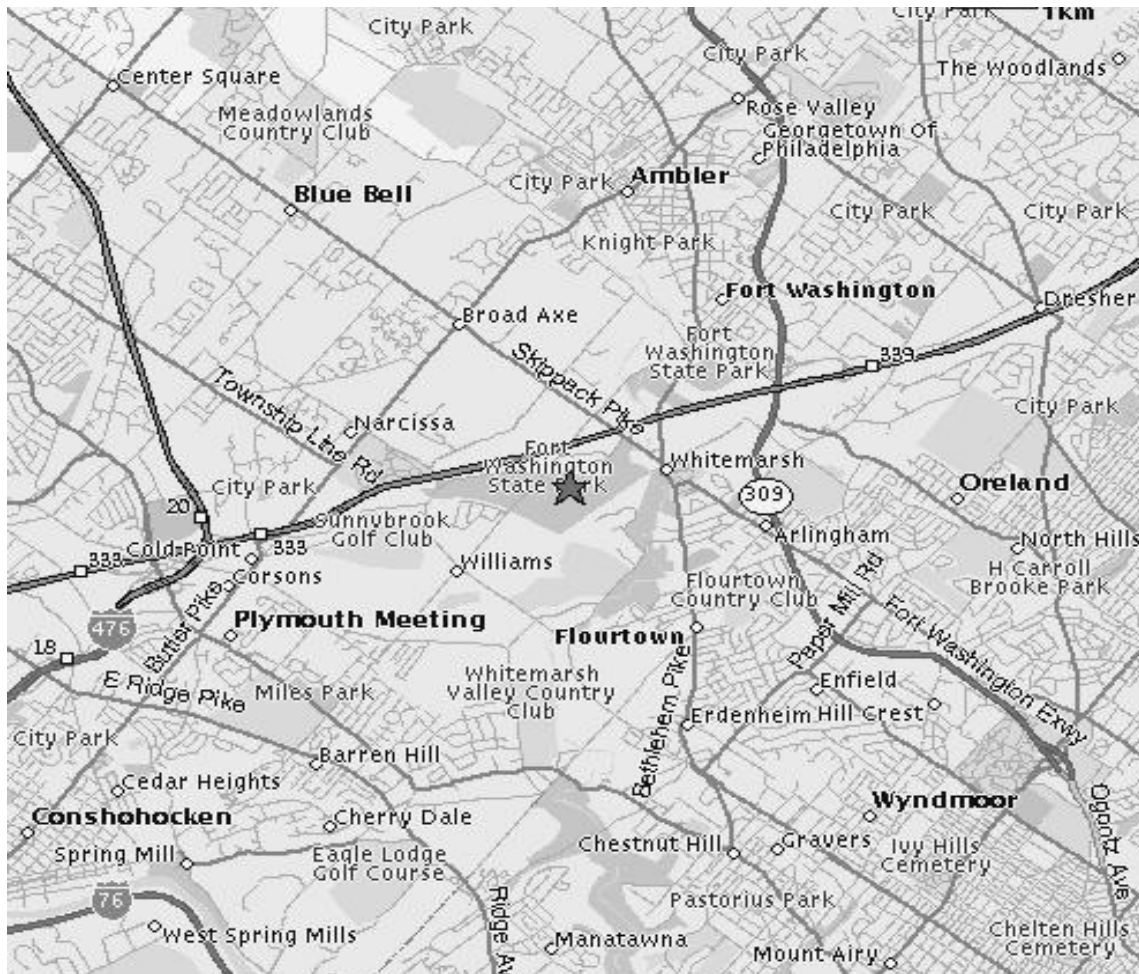 City Park
City Park
1km
City Park
Center Square
The Woodlands
Meadowlands
Country Club
Rose Valley
Georgetown Of
Philadelphia
City Park
Ambler
Blue Bell
City Park
City Park
Knight Park
Fort Washington
Dresher
Broad Axe
Fort
Washington
State Park
Skippack Pike
339
Township Line Rd
City Park
Narcissa
Fort
Washington
State Park
Whitemarsh
City Park
Oreland
20
309
Sunnybrook
Golf Club
Arlingham
333
Cold Point
333
North Hills
Williams
H Carroll
Brooke Park
Corsons
Flourtown
Country Club
Butler Pike
Paper Mill Rd
476
Plymouth Meeting
Flourtown
Fort Washington Exwy
18
E Ridge Pike
Miles Park
Whitemarsh
Valley Country
Club
Bethlehem Pike
Enfield
Erdenheim
Hill Crest
City Park
Barren Hill
Cedar Heights
Conshohocken
Cherry Dale
Wyndmoor
Ogontz Ave
Spring Mill
Eagle Lodge
Golf Course
Chestnut Hill
Gravers
Ivy Hills
Cemetery
76
Ridge Av
Pastorius Park
West Spring Mills
Manatawna
Mount Airy
Chelten Hills
Cemetery